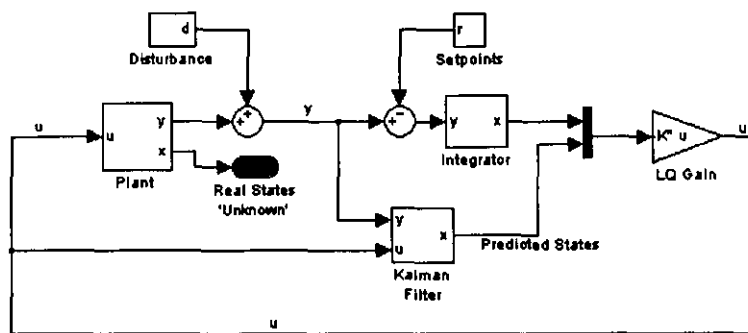 d
Disturbance
r
Setpoints
u
u
y
x
Plant
Real States
'Unknown'
+
+
y
+
−
y
x
Integrator
K*
u
LQ Gain
u
y
u
x
Kalman
Filter
Predicted States
u